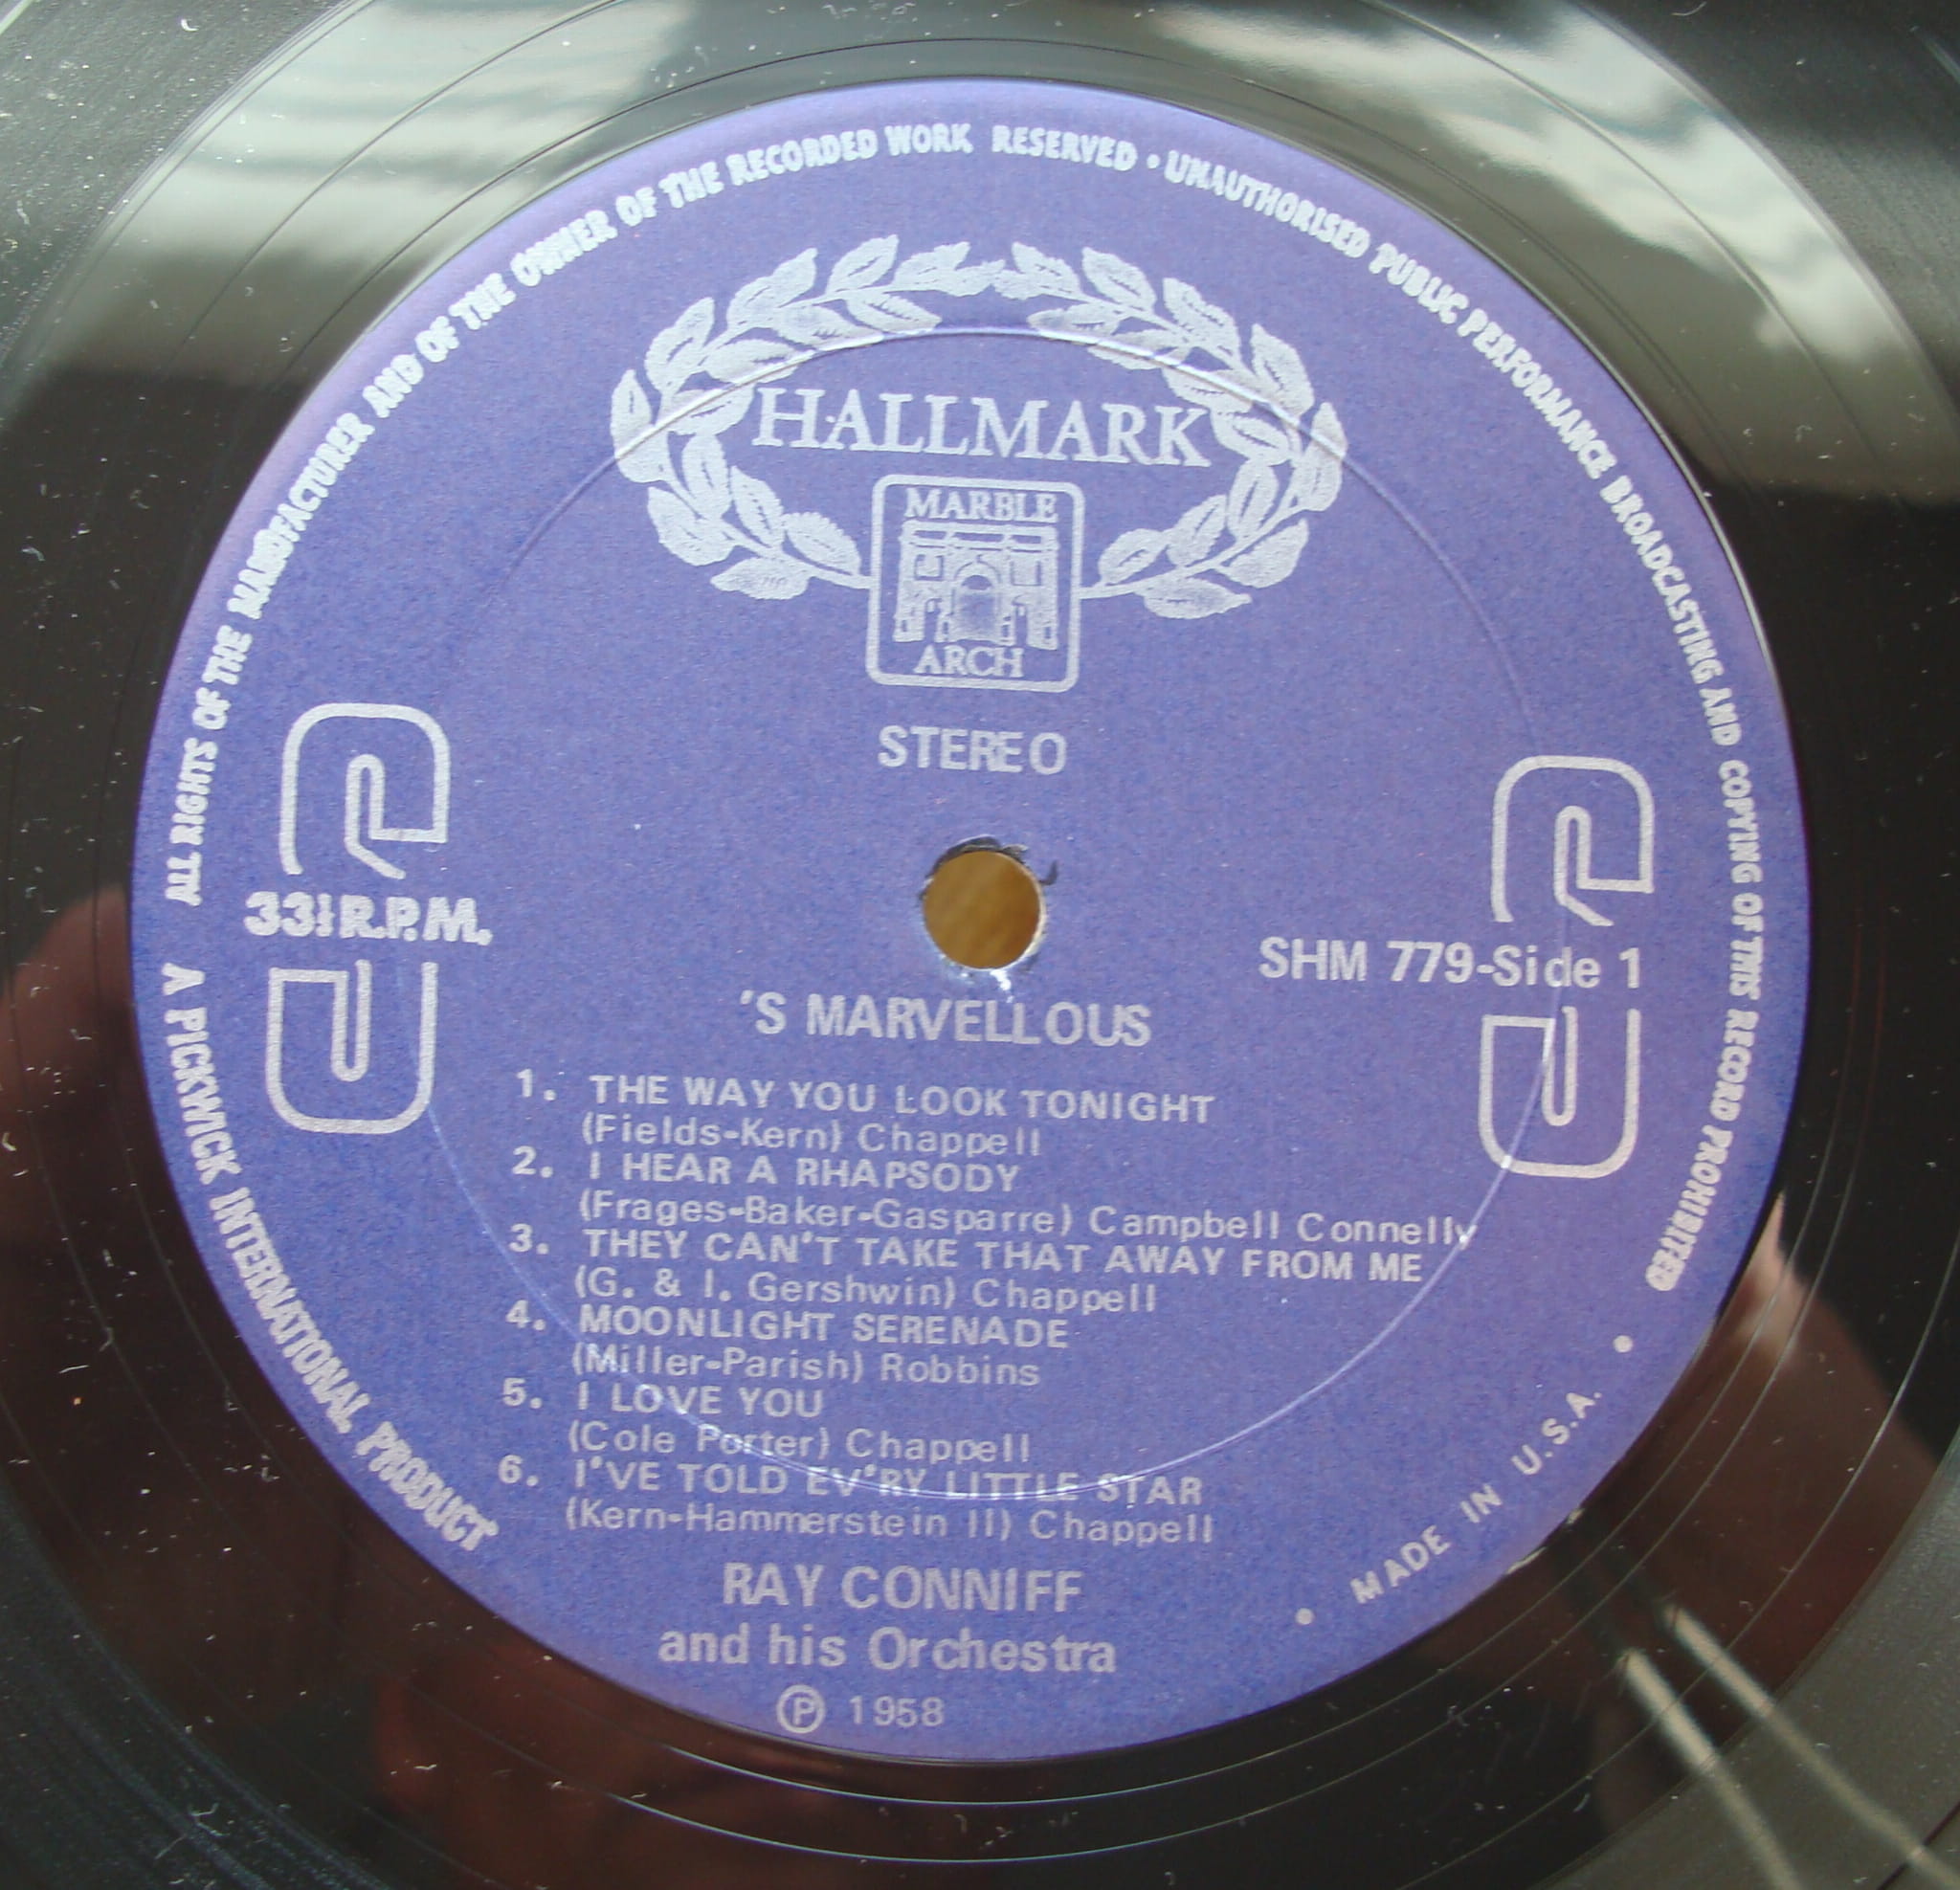 ALL RIGHTS OF THE MANUFACTURER AND OF THE OWNER OF THE RECORDED WORK RESERVED • UNAUTHORISED PUBLIC PERFORMANCE BROADCASTING AND COPYING OF THIS RECORD PROHIBITED
HALLMARK
MARBLE
ARCH
STEREO
33⅓ R.P.M.
SHM 779-Side 1
'S MARVELLOUS
1. THE WAY YOU LOOK TONIGHT
(Fields-Kern) Chappell
2. I HEAR A RHAPSODY
(Frages-Baker-Gasparre) Campbell Connelly
3. THEY CAN'T TAKE THAT AWAY FROM ME
(G. & I. Gershwin) Chappell
4. MOONLIGHT SERENADE
(Miller-Parish) Robbins
5. I LOVE YOU
(Cole Porter) Chappell
6. I'VE TOLD EV'RY LITTLE STAR
(Kern-Hammerstein II) Chappell
RAY CONNIFF
and his Orchestra
Ⓟ 1958
A PICKWICK INTERNATIONAL PRODUCT
• MADE IN U.S.A. •